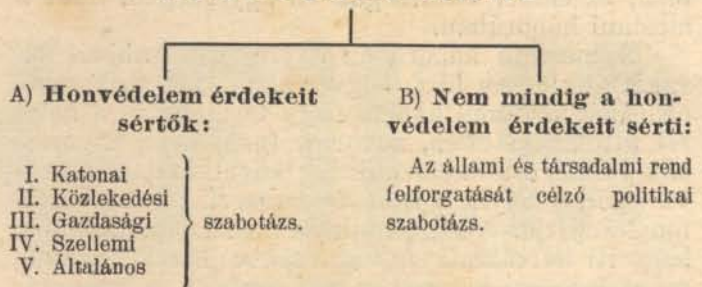 A) Honvédelem érdekeit
sértők:
I. Katonai
II. Közlekedési
III. Gazdasági
IV. Szellemi
V. Általános
szabotázs.
B) Nem mindig a hon-
védelem érdekeit sérti:
Az állami és társadalmi rend
felforgatását célzó politikai
szabotázs.